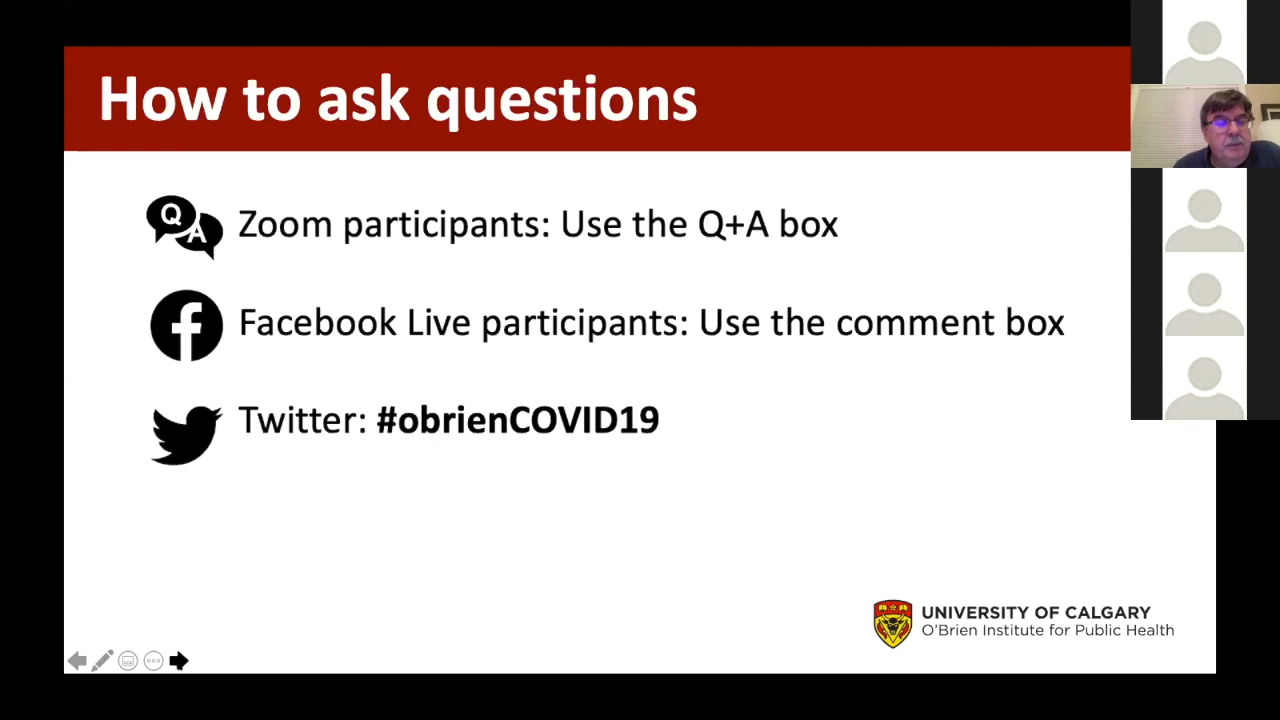 How to ask questions
Q
A
Zoom participants: Use the Q+A box
Facebook Live participants: Use the comment box
Twitter: #obrienCOVID19
UNIVERSITY OF CALGARY
O'Brien Institute for Public Health